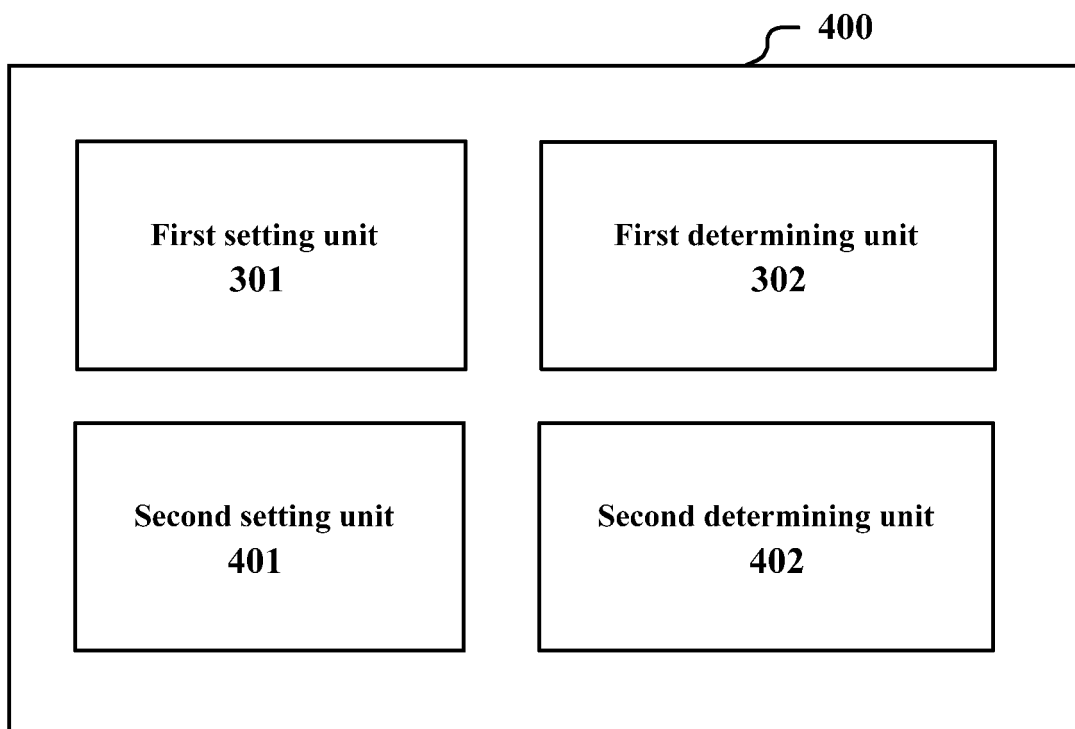 400
First setting unit
301
First determining unit
302
Second setting unit
401
Second determining unit
402